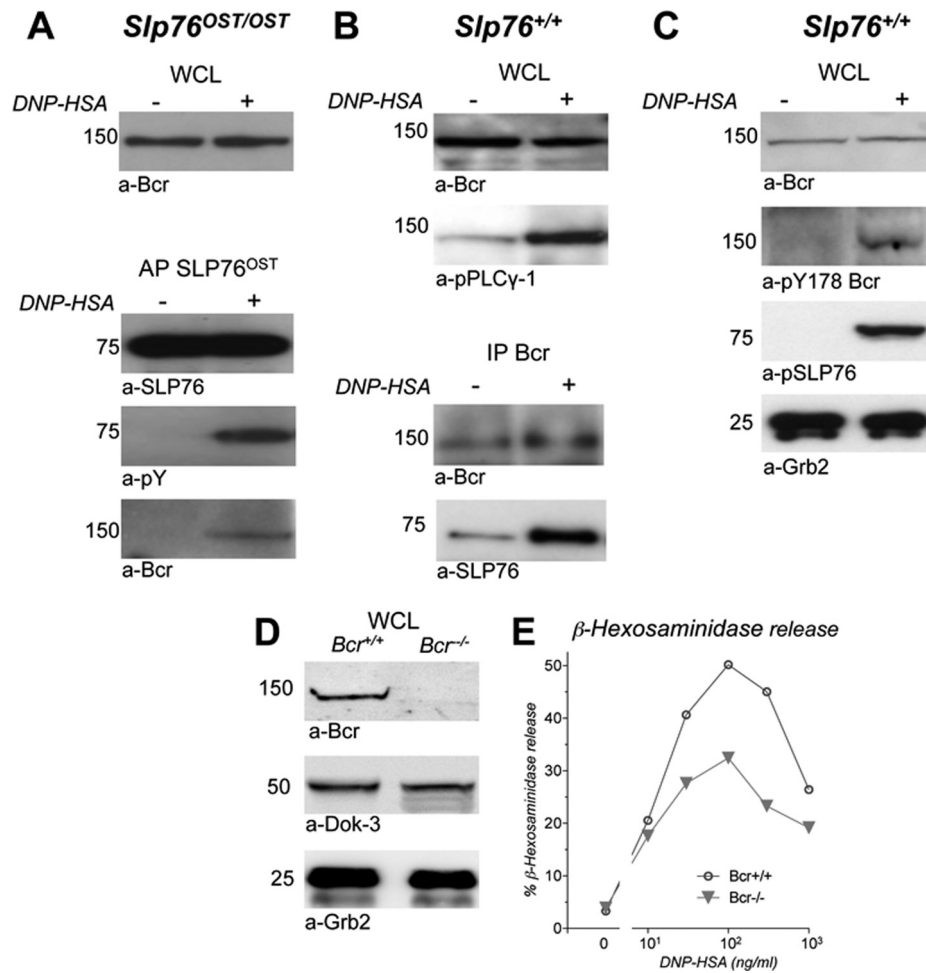 A Slp76OST/OST
WCL
DNP-HSA - +
150
a-Bcr
AP SLP76OST
DNP-HSA - +
75
a-SLP76
75
a-pY
150
a-Bcr
B Slp76+/+
WCL
DNP-HSA - +
150
a-Bcr
150
a-pPLCγ-1
IP Bcr
DNP-HSA - +
150
a-Bcr
75
a-SLP76
C Slp76+/+
WCL
DNP-HSA - +
150
a-Bcr
150
a-pY178 Bcr
75
a-pSLP76
25
a-Grb2
D WCL
Bcr+/+ Bcr-/-
150
a-Bcr
50
a-Dok-3
25
a-Grb2
E β-Hexosaminidase release
% β-Hexosaminidase release
50
40
30
20
10
0
Bcr+/+
Bcr-/-
0 10¹ 10² 10³
DNP-HSA (ng/ml)